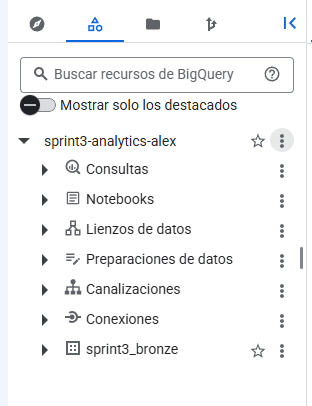 Buscar recursos de BigQuery
Mostrar solo los destacados
sprint3-analytics-alex
Consultas
Notebooks
Lienzos de datos
Preparaciones de datos
Canalizaciones
Conexiones
sprint3_bronze